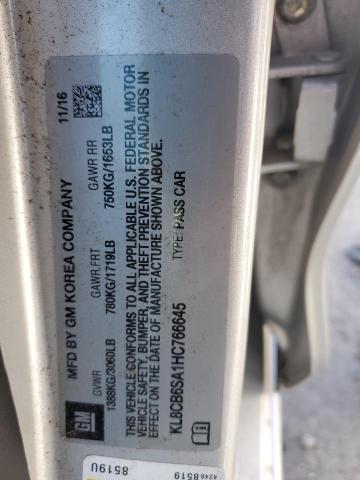 MFD BY GM KOREA COMPANY 11/16
GVWR GAWR FRT GAWR RR
1388KG/3060LB 780KG/1719LB 750KG/1653LB
THIS VEHICLE CONFORMS TO ALL APPLICABLE U.S. FEDERAL MOTOR
VEHICLE SAFETY, BUMPER, AND THEFT PREVENTION STANDARDS IN
EFFECT ON THE DATE OF MANUFACTURE SHOWN ABOVE.
KL8CB6SA1HC766645 TYPE: PASS CAR
GM
42488519
8519U